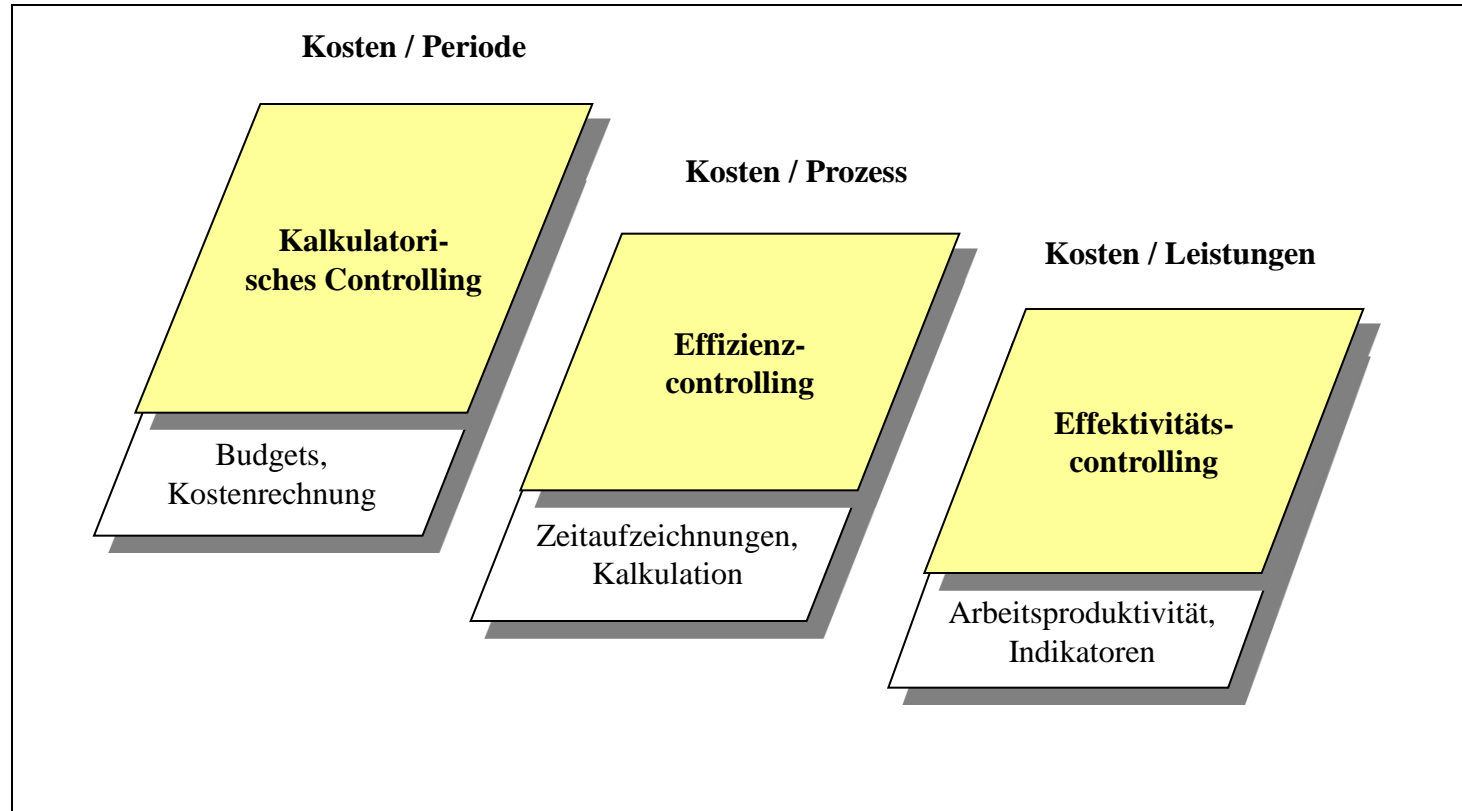 Kosten / Periode
Kalkulatori-
sches Controlling
Budgets,
Kostenrechnung
Kosten / Prozess
Effizienz-
controlling
Zeitaufzeichnungen,
Kalkulation
Kosten / Leistungen
Effektivitäts-
controlling
Arbeitsproduktivität,
Indikatoren